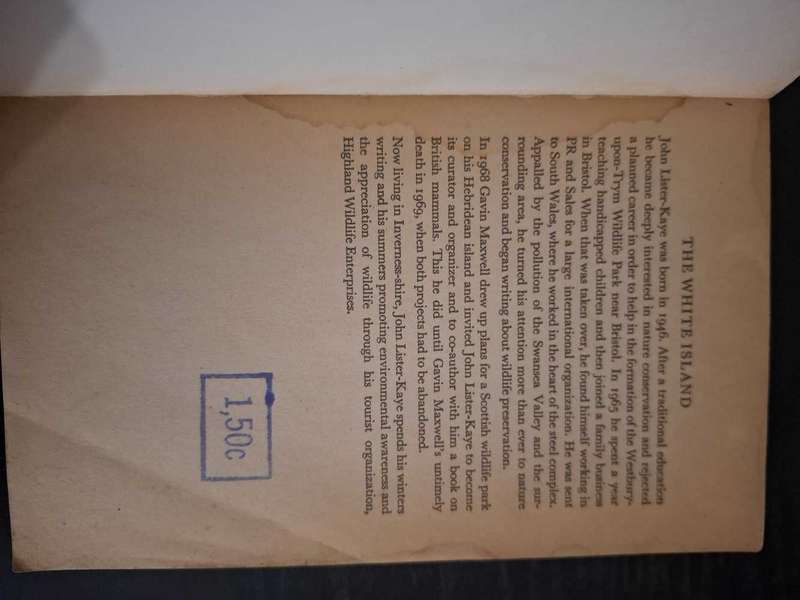 THE WHITE ISLAND
John Lister-Kaye was born in 1946. After a traditional education
he became deeply interested in nature conservation and rejected
a planned career in order to help in the formation of the Westbury-
upon-Trym Wildlife Park near Bristol. In 1965 he spent a year
teaching handicapped children and then joined a family business
in Bristol. When that was taken over, he found himself working in
PR and Sales for a large international organization. He was sent
to South Wales, where he worked in the heart of the steel complex.
Appalled by the pollution of the Swansea Valley and the sur-
rounding area, he turned his attention more than ever to nature
conservation and began writing about wildlife preservation.
In 1968 Gavin Maxwell drew up plans for a Scottish wildlife park
on his Hebridean island and invited John Lister-Kaye to become
its curator and organizer and to co-author with him a book on
British mammals. This he did until Gavin Maxwell's untimely
death in 1969, when both projects had to be abandoned.
Now living in Inverness-shire, John Lister-Kaye spends his winters
writing and his summers promoting environmental awareness and
the appreciation of wildlife through his tourist organization,
Highland Wildlife Enterprises.
1,50c